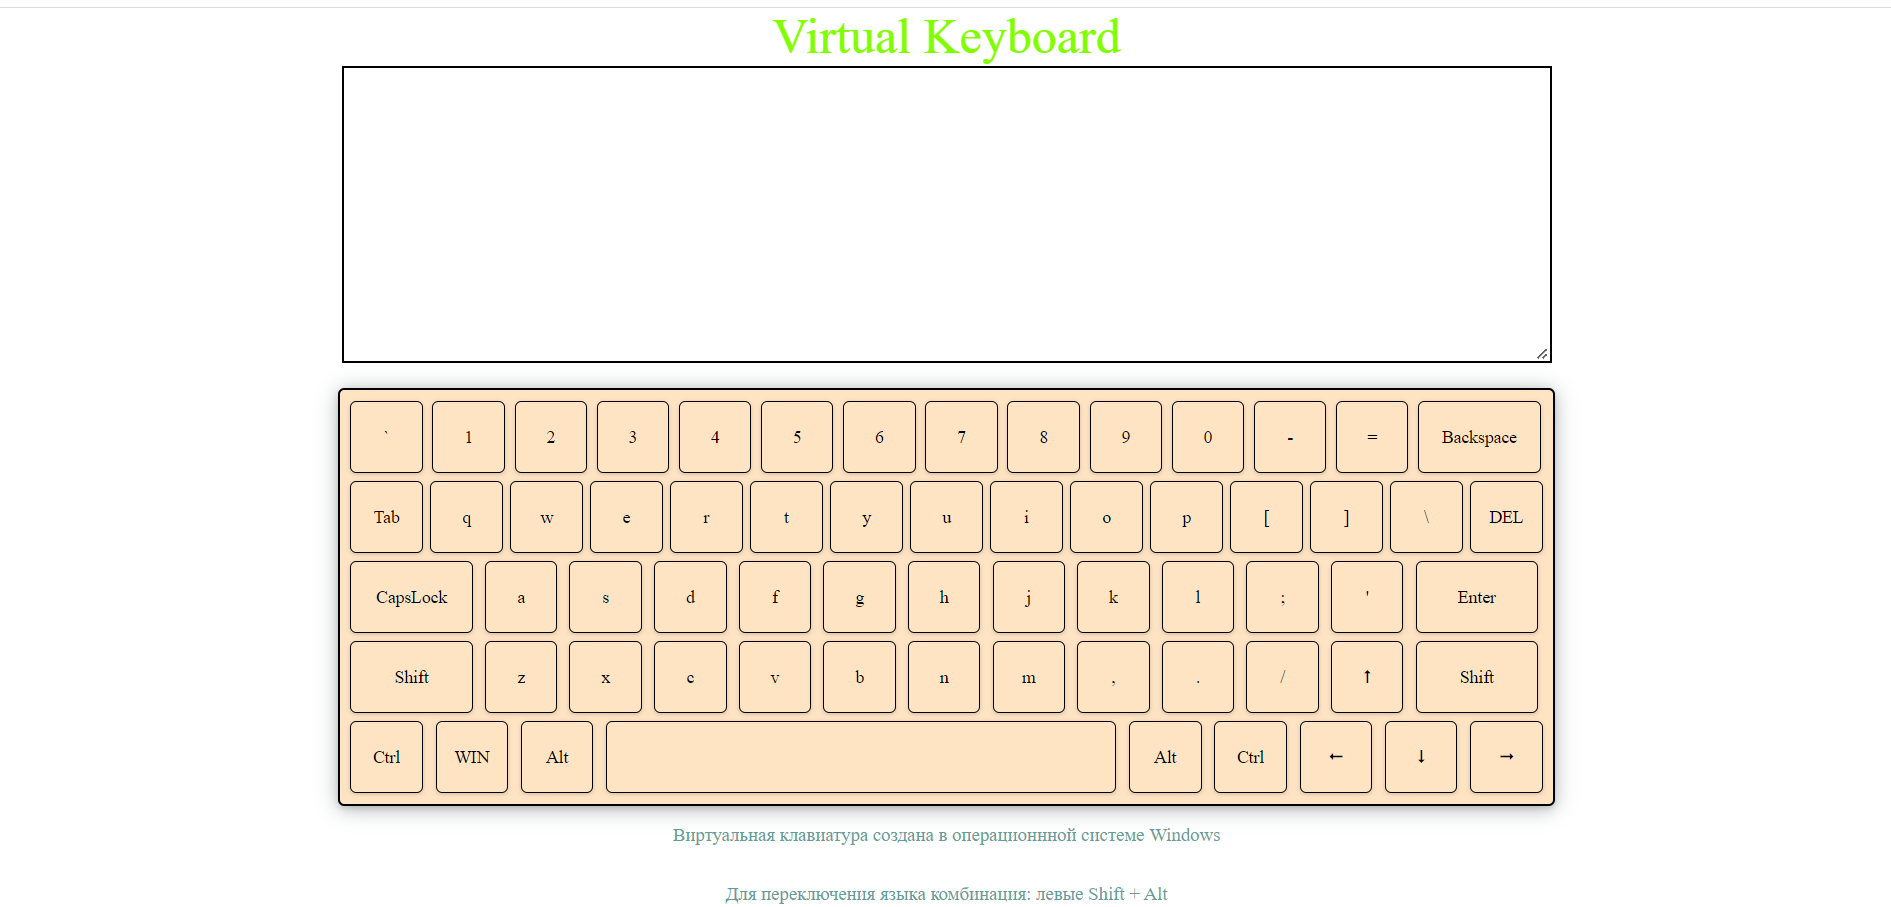 Virtual Keyboard
` 1 2 3 4 5 6 7 8 9 0 - = Backspace
Tab q w e r t y u i o p [ ] \ DEL
CapsLock a s d f g h j k l ; ' Enter
Shift z x c v b n m , . / ↑ Shift
Ctrl WIN Alt Alt Ctrl ← ↓ →
Виртуальная клавиатура создана в операционнной системе Windows
Для переключения языка комбинация: левые Shift + Alt